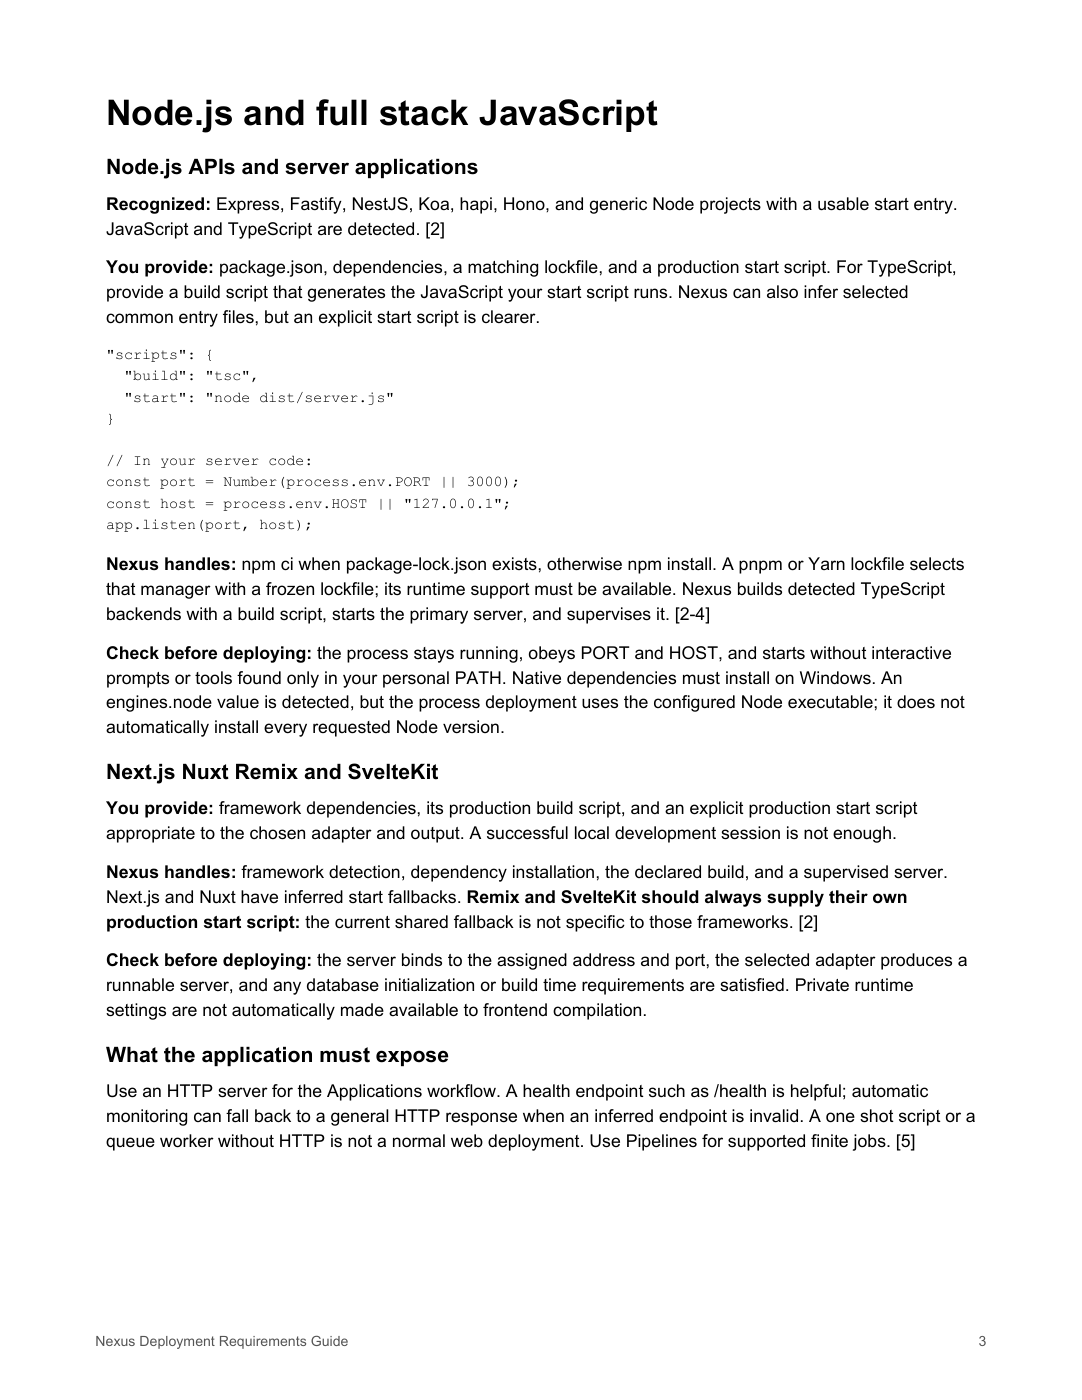 Node.js and full stack JavaScript
Node.js APIs and server applications
Recognized: Express, Fastify, NestJS, Koa, hapi, Hono, and generic Node projects with a usable start entry.
JavaScript and TypeScript are detected. [2]
You provide: package.json, dependencies, a matching lockfile, and a production start script. For TypeScript,
provide a build script that generates the JavaScript your start script runs. Nexus can also infer selected
common entry files, but an explicit start script is clearer.
"scripts": {
  "build": "tsc",
  "start": "node dist/server.js"
}
// In your server code:
const port = Number(process.env.PORT || 3000);
const host = process.env.HOST || "127.0.0.1";
app.listen(port, host);
Nexus handles: npm ci when package-lock.json exists, otherwise npm install. A pnpm or Yarn lockfile selects
that manager with a frozen lockfile; its runtime support must be available. Nexus builds detected TypeScript
backends with a build script, starts the primary server, and supervises it. [2-4]
Check before deploying: the process stays running, obeys PORT and HOST, and starts without interactive
prompts or tools found only in your personal PATH. Native dependencies must install on Windows. An
engines.node value is detected, but the process deployment uses the configured Node executable; it does not
automatically install every requested Node version.
Next.js Nuxt Remix and SvelteKit
You provide: framework dependencies, its production build script, and an explicit production start script
appropriate to the chosen adapter and output. A successful local development session is not enough.
Nexus handles: framework detection, dependency installation, the declared build, and a supervised server.
Next.js and Nuxt have inferred start fallbacks. Remix and SvelteKit should always supply their own
production start script: the current shared fallback is not specific to those frameworks. [2]
Check before deploying: the server binds to the assigned address and port, the selected adapter produces a
runnable server, and any database initialization or build time requirements are satisfied. Private runtime
settings are not automatically made available to frontend compilation.
What the application must expose
Use an HTTP server for the Applications workflow. A health endpoint such as /health is helpful; automatic
monitoring can fall back to a general HTTP response when an inferred endpoint is invalid. A one shot script or a
queue worker without HTTP is not a normal web deployment. Use Pipelines for supported finite jobs. [5]
Nexus Deployment Requirements Guide
3